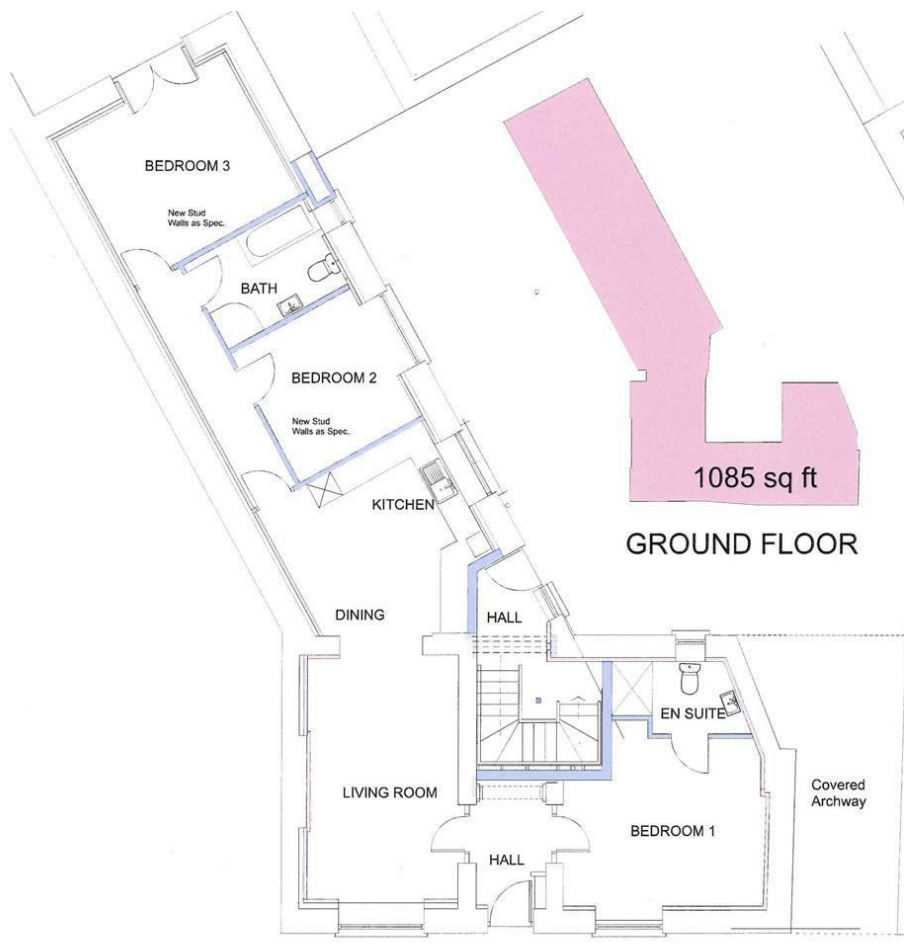 BEDROOM 3
New Stud
Walls as Spec.
BATH
BEDROOM 2
New Stud
Walls as Spec.
KITCHEN
1085 sq ft
GROUND FLOOR
DINING
HALL
EN SUITE
LIVING ROOM
Covered
Archway
BEDROOM 1
HALL